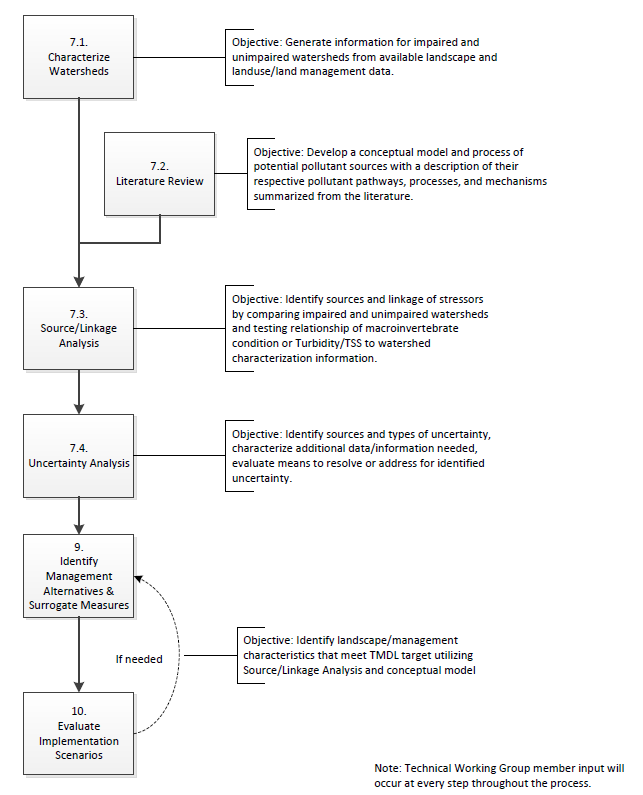 7.1.
Characterize
Watersheds
Objective: Generate information for impaired and
unimpaired watersheds from available landscape and
landuse/land management data.
7.2.
Literature Review
Objective: Develop a conceptual model and process of
potential pollutant sources with a description of their
respective pollutant pathways, processes, and mechanisms
summarized from the literature.
7.3.
Source/Linkage
Analysis
Objective: Identify sources and linkage of stressors
by comparing impaired and unimpaired watersheds
and testing relationship of macroinvertebrate
condition or Turbidity/TSS to watershed
characterization information.
7.4.
Uncertainty Analysis
Objective: Identify sources and types of uncertainty,
characterize additional data/information needed,
evaluate means to resolve or address for identified
uncertainty.
9.
Identify
Management
Alternatives &
Surrogate Measures
If needed
Objective: Identify landscape/management
characteristics that meet TMDL target utilizing
Source/Linkage Analysis and conceptual model
10.
Evaluate
Implementation
Scenarios
Note: Technical Working Group member input will
occur at every step throughout the process.